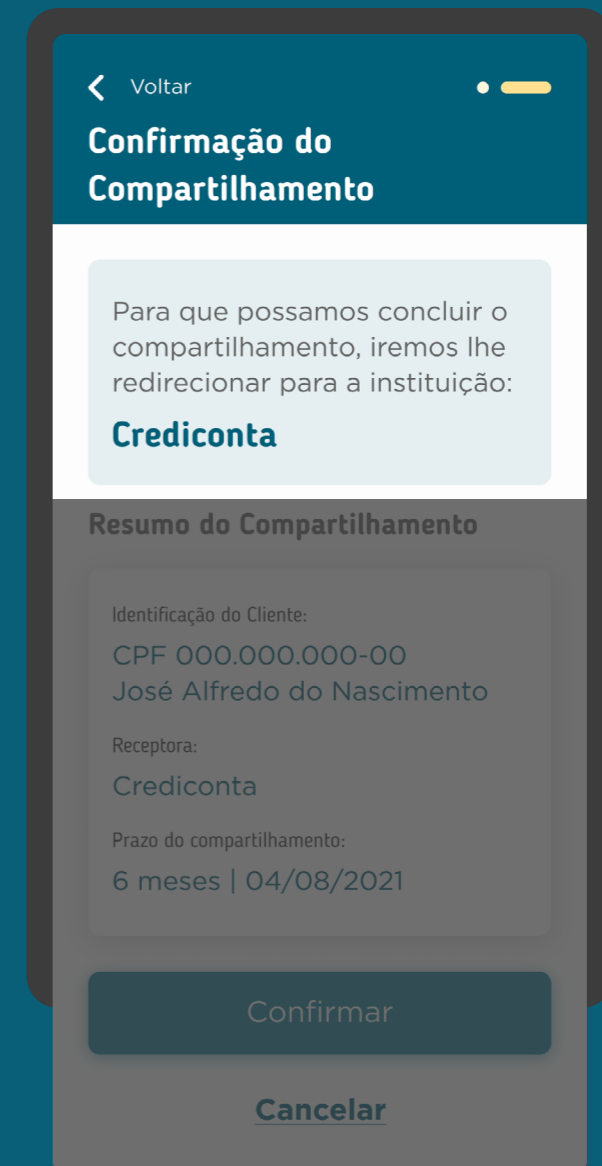 Voltar
Confirmação do
Compartilhamento
Para que possamos concluir o
compartilhamento, iremos lhe
redirecionar para a instituição:
Crediconta
Resumo do Compartilhamento
Identificação do Cliente:
CPF 000.000.000-00
José Alfredo do Nascimento
Receptora:
Crediconta
Prazo do compartilhamento:
6 meses | 04/08/2021
Confirmar
Cancelar